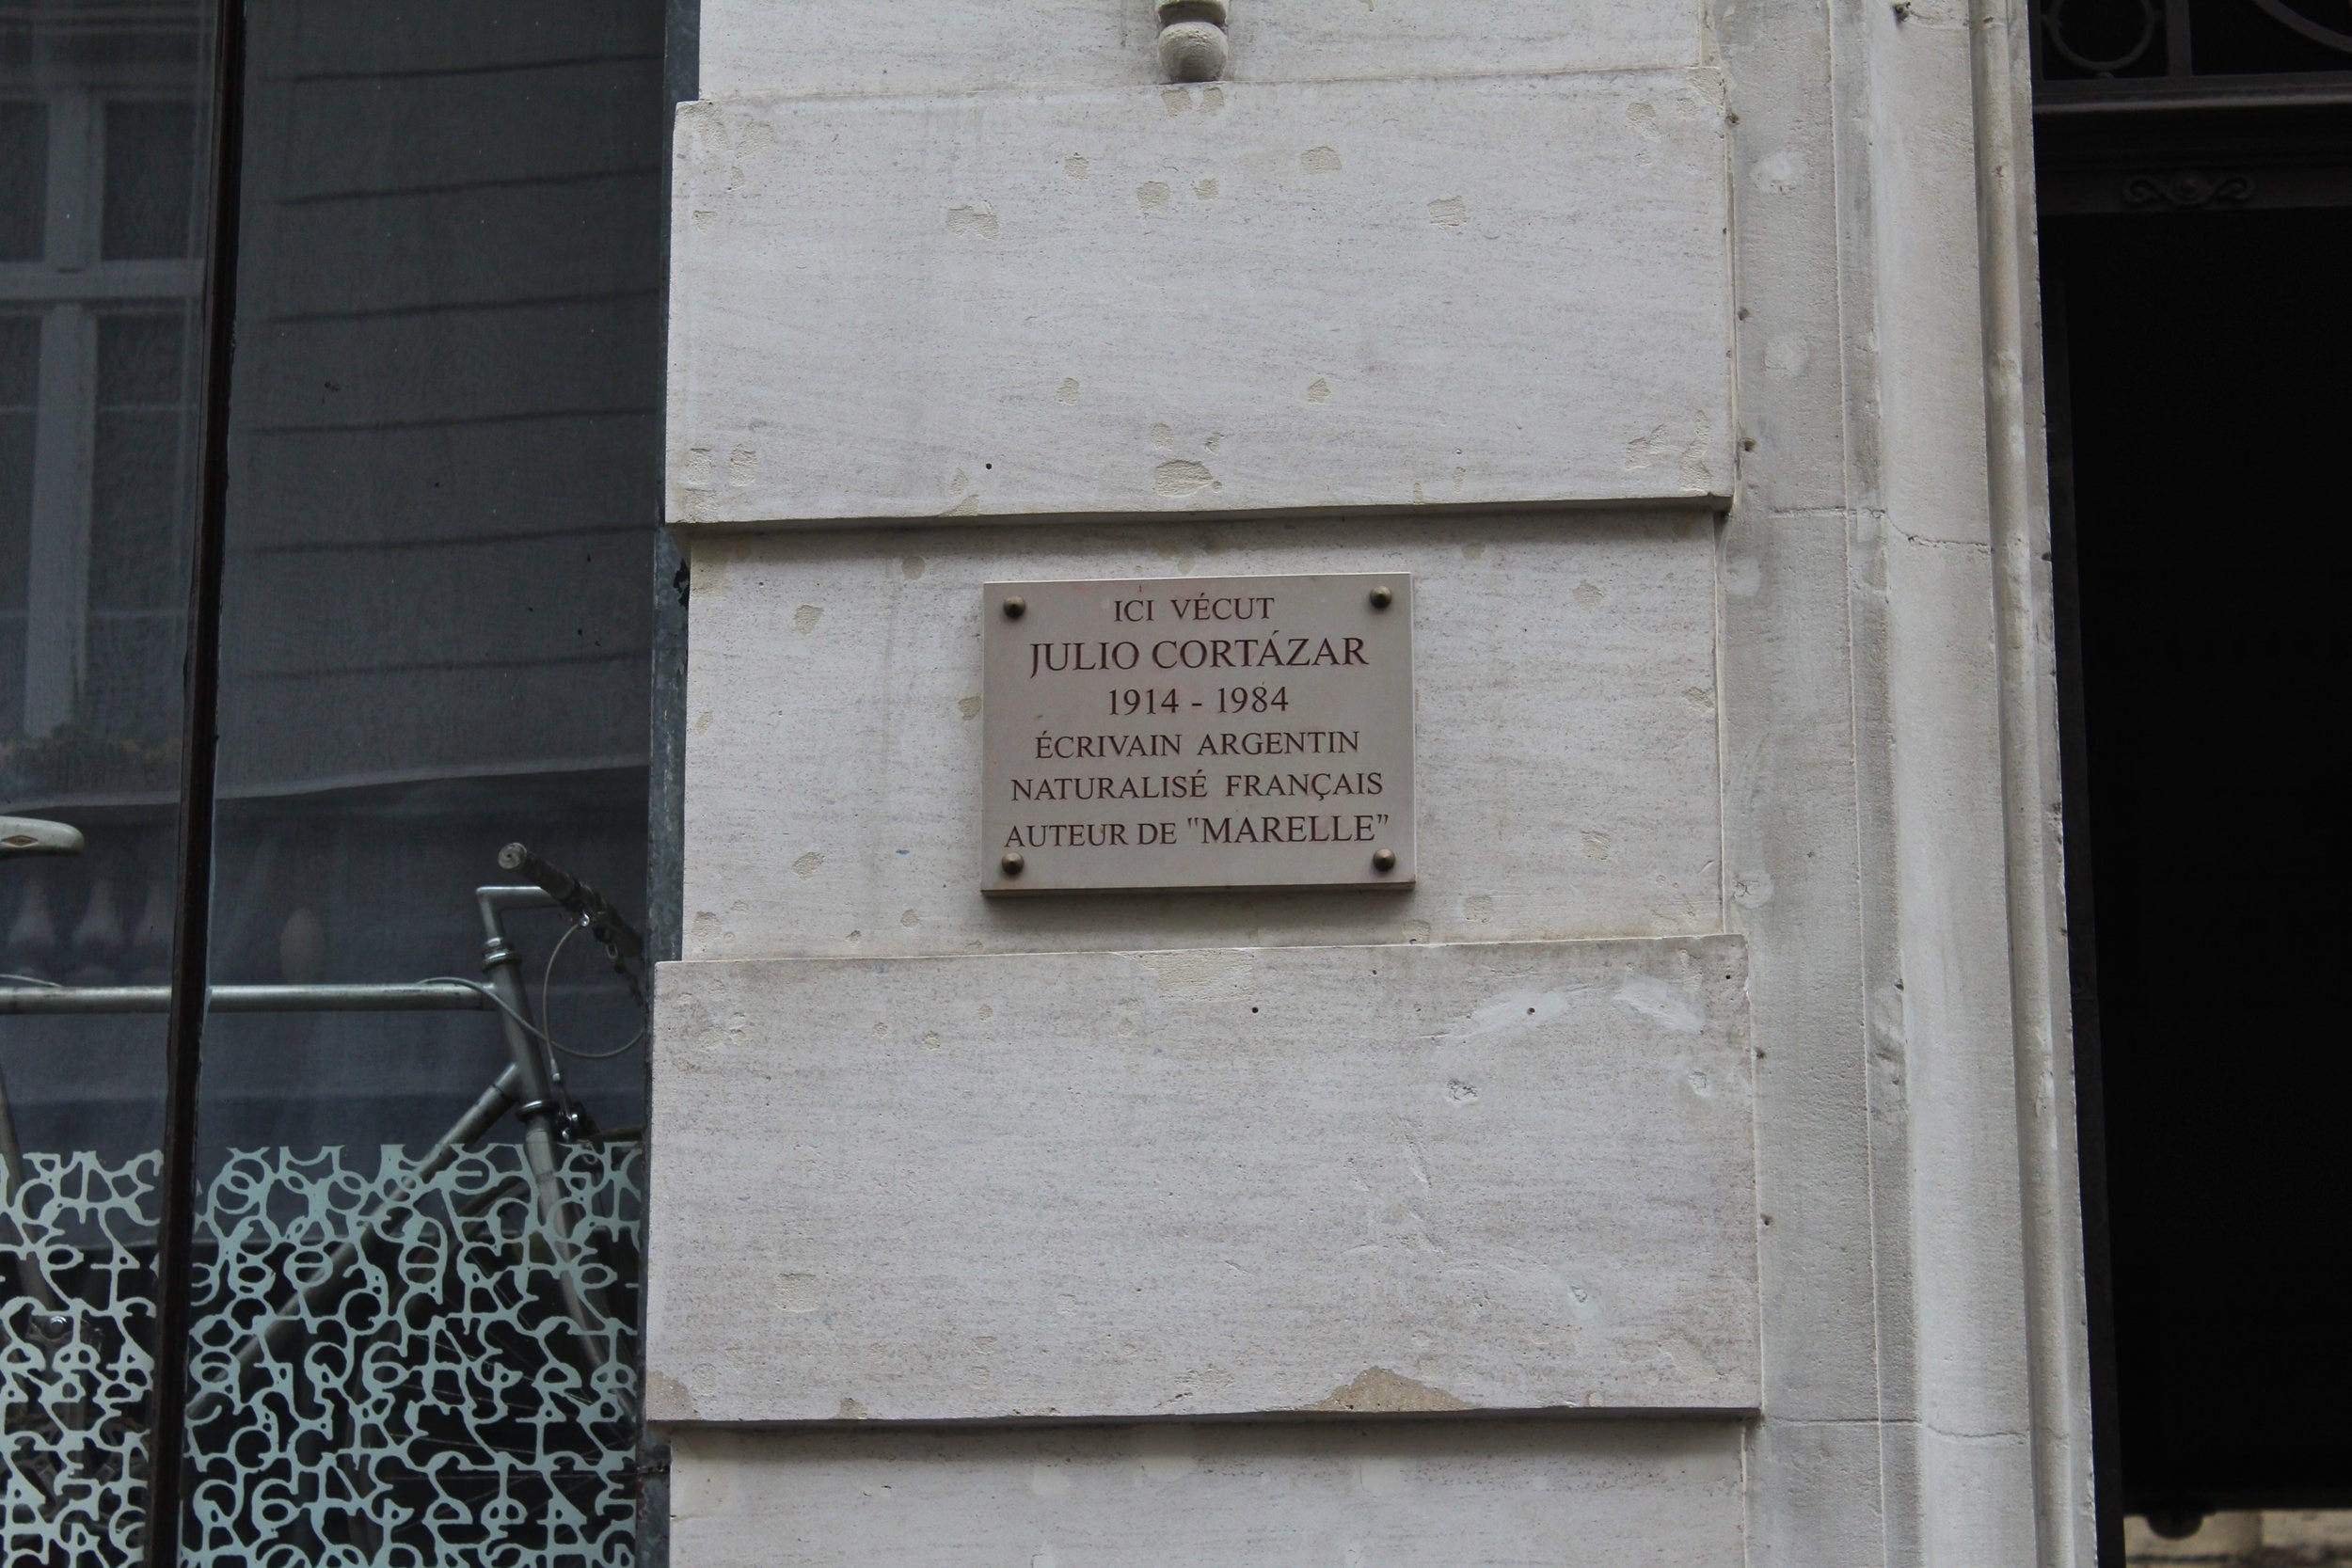 ICI VÉCUT
JULIO CORTÁZAR
1914 - 1984
ÉCRIVAIN ARGENTIN
NATURALISÉ FRANÇAIS
AUTEUR DE "MARELLE”